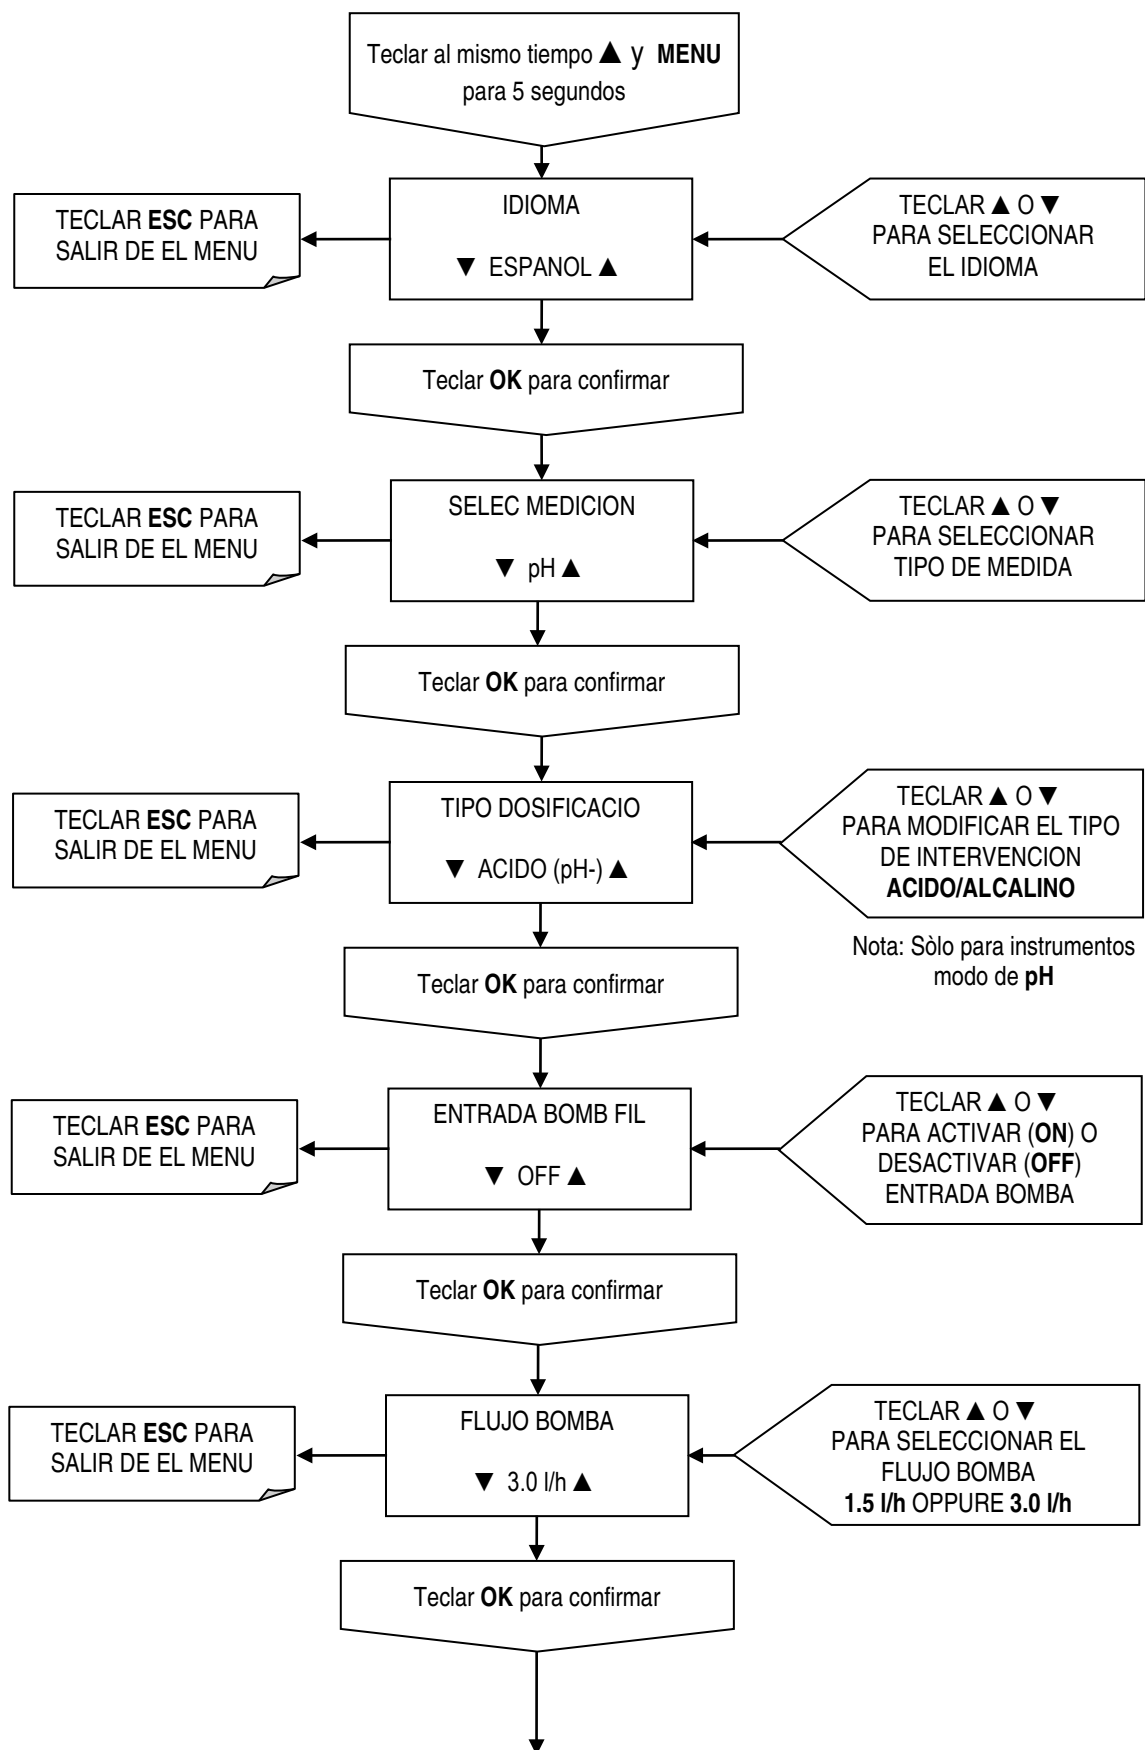 Teclar al mismo tiempo ▲ y MENU
para 5 segundos
TECLAR ESC PARA
SALIR DE EL MENU
IDIOMA
▼ ESPANOL ▲
TECLAR ▲ O ▼
PARA SELECCIONAR
EL IDIOMA
Teclar OK para confirmar
TECLAR ESC PARA
SALIR DE EL MENU
SELEC MEDICION
▼ pH ▲
TECLAR ▲ O ▼
PARA SELECCIONAR
TIPO DE MEDIDA
Teclar OK para confirmar
TECLAR ESC PARA
SALIR DE EL MENU
TIPO DOSIFICACIO
▼ ACIDO (pH-) ▲
TECLAR ▲ O ▼
PARA MODIFICAR EL TIPO
DE INTERVENCION
ACIDO/ALCALINO
Nota: Sòlo para instrumentos
modo de pH
Teclar OK para confirmar
TECLAR ESC PARA
SALIR DE EL MENU
ENTRADA BOMB FIL
▼ OFF ▲
TECLAR ▲ O ▼
PARA ACTIVAR (ON) O
DESACTIVAR (OFF)
ENTRADA BOMBA
Teclar OK para confirmar
TECLAR ESC PARA
SALIR DE EL MENU
FLUJO BOMBA
▼ 3.0 l/h ▲
TECLAR ▲ O ▼
PARA SELECCIONAR EL
FLUJO BOMBA
1.5 l/h OPPURE 3.0 l/h
Teclar OK para confirmar